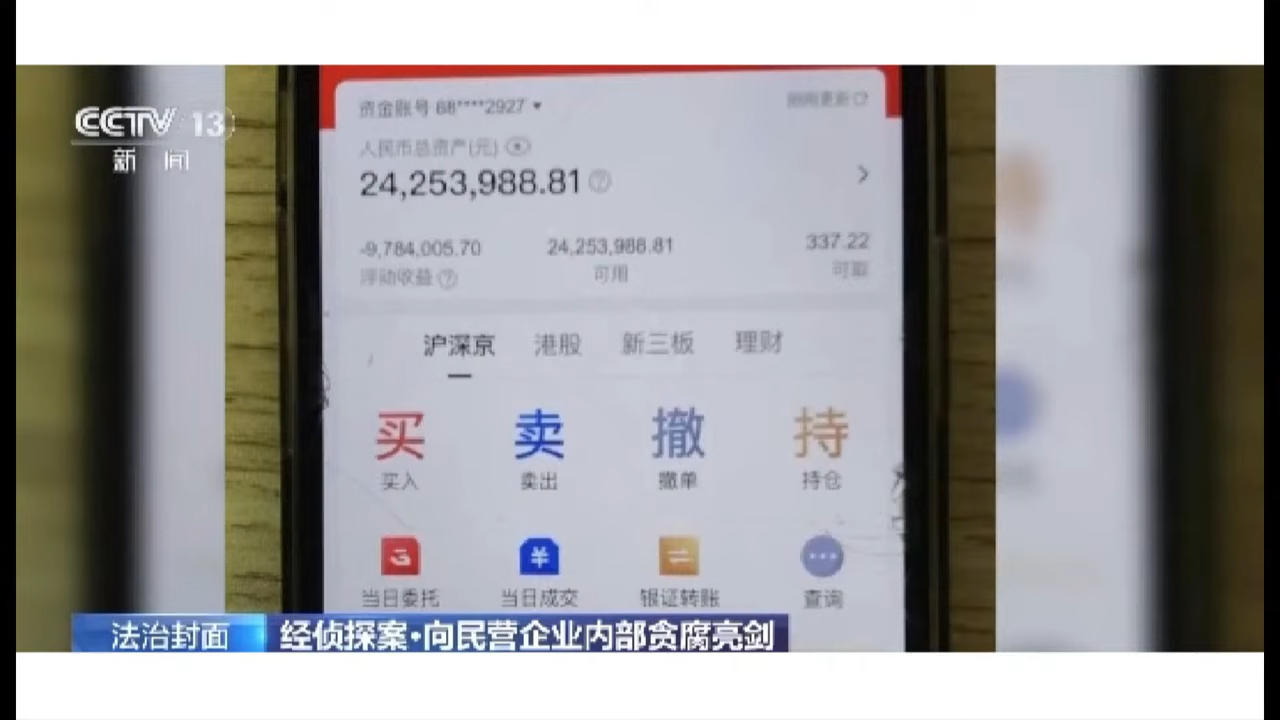 CCTV 13
新 闻
资金账号 68****2927
人民币总资产(元)
24,253,988.81
-9,784,005.70 24,253,988.81 337.22
浮动收益 可用 可取
沪深京 港股 新三板 理财
买 卖 撤 持
买入 卖出 撤单 持仓
当日委托 当日成交 银证转账 查询
法治封面 经侦探案·向民营企业内部贪腐亮剑